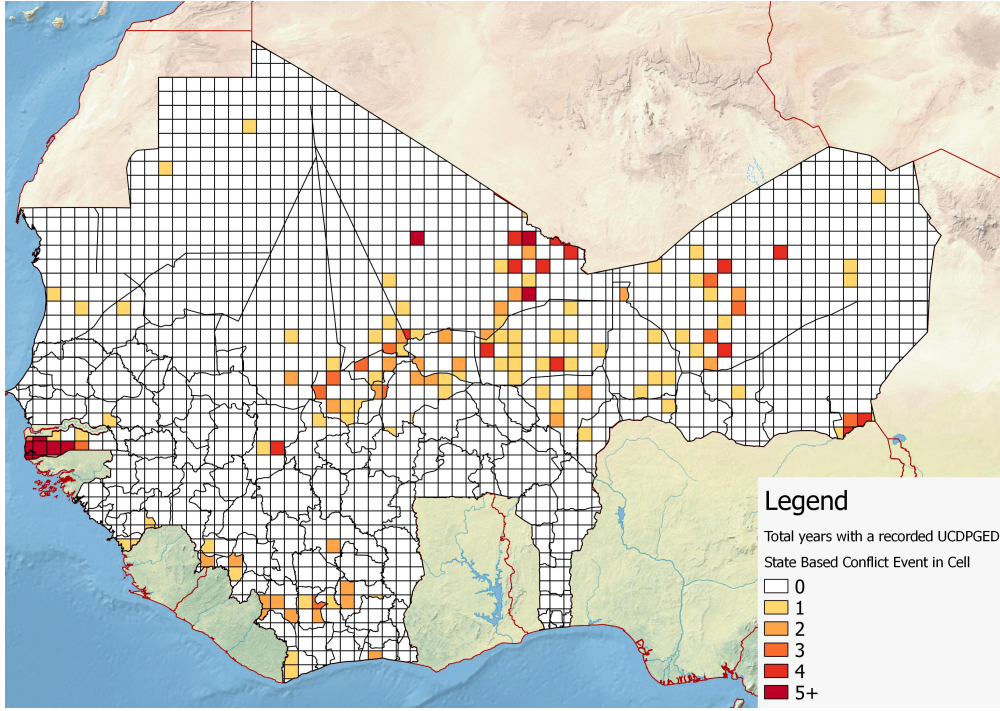 Legend
Total years with a recorded UCDPGED
State Based Conflict Event in Cell
0
1
2
3
4
5+